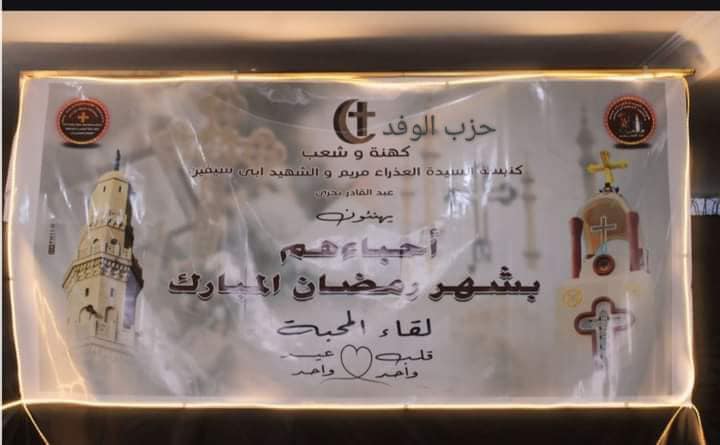 حزب الوفد
كهنة و شعب
كنيسة السيدة العذراء مريم و الشهيد ابي سيفين
عبد القادر بحري
يهنئون
أحباءهم
بشهر رمضان المبارك
لقاء المحبة
قلب عيد
واحد واحد